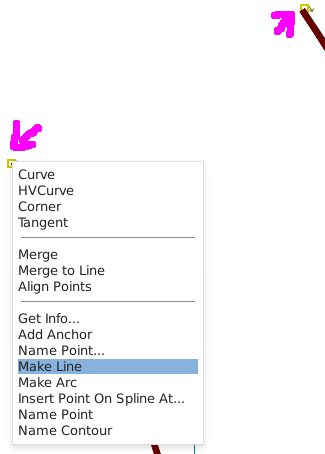 Curve
HVCurve
Corner
Tangent
Merge
Merge to Line
Align Points
Get Info...
Add Anchor
Name Point...
Make Line
Make Arc
Insert Point On Spline At...
Name Point
Name Contour